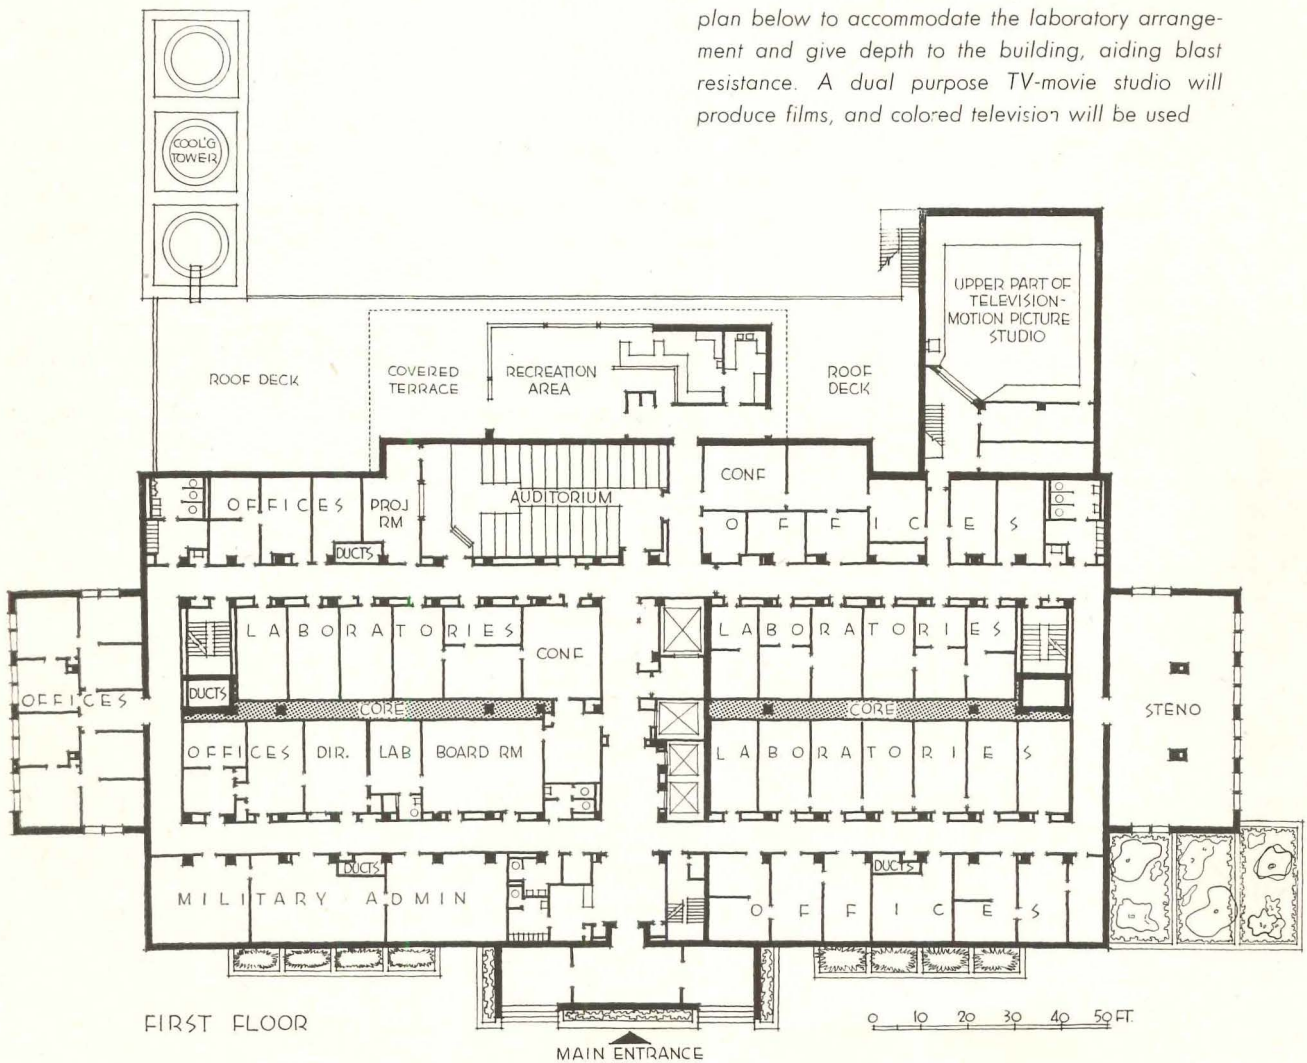 plan below to accommodate the laboratory arrange-
ment and give depth to the building, aiding blast
resistance. A dual purpose TV-movie studio will
produce films, and colored television will be used
COOL'G
TOWER
UPPER PART OF
TELEVISION-
MOTION PICTURE
STUDIO
ROOF DECK
COVERED
TERRACE
RECREATION
AREA
ROOF
DECK
OFFICES
PROJ
RM
AUDITORIUM
CONF
OFFICES
DUCTS
LABORATORIES
CONF
LABORATORIES
OFFICES
DUCTS
CORE
CORE
STENO
OFFICES
DIR.
LAB
BOARD RM
LABORATORIES
DUCTS
DUCTS
MILITARY ADMIN
OFFICES
FIRST FLOOR
0 10 20 30 40 50 FT.
MAIN ENTRANCE